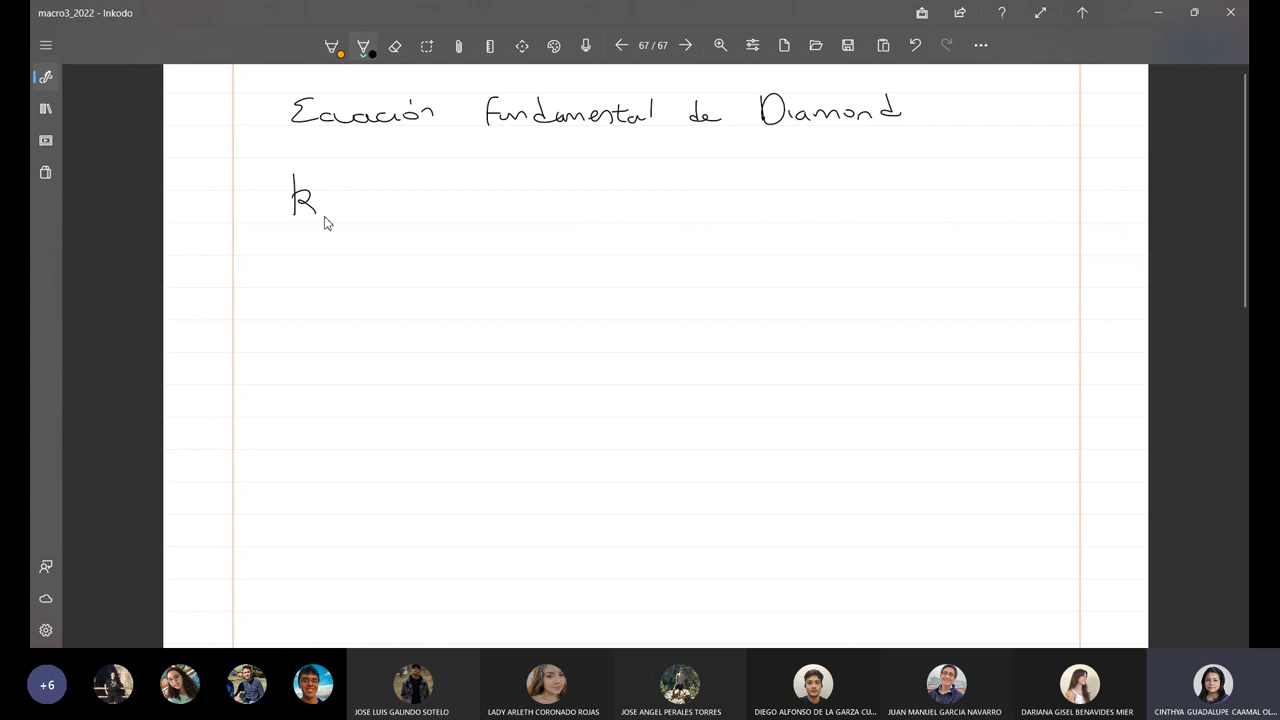 macro3_2022 - Inkodo
67 / 67
Ecuación Fundamental de Diamond
k
+6
JOSE LUIS GALINDO SOTELO
LADY ARLETH CORONADO ROJAS
JOSE ANGEL PERALES TORRES
DIEGO ALFONSO DE LA GARZA CU...
JUAN MANUEL GARCIA NAVARRO
DARIANA GISEL BENAVIDES MIER
CINTHYA GUADALUPE CAAMAL OL...